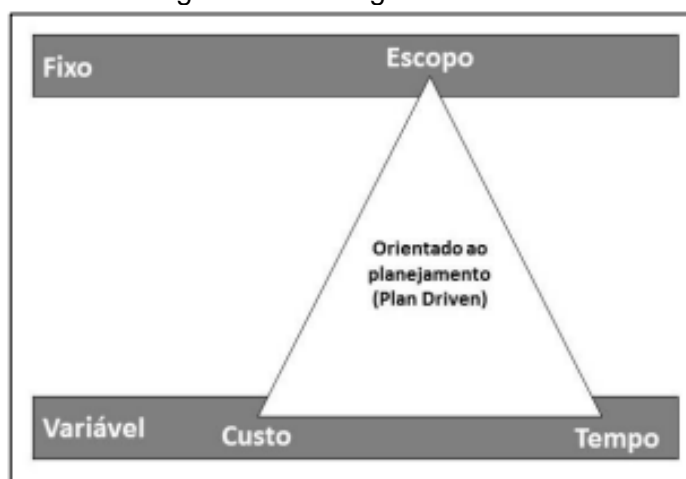 Fixo
Escopo
Orientado ao
planejamento
(Plan Driven)
Variável
Custo
Tempo